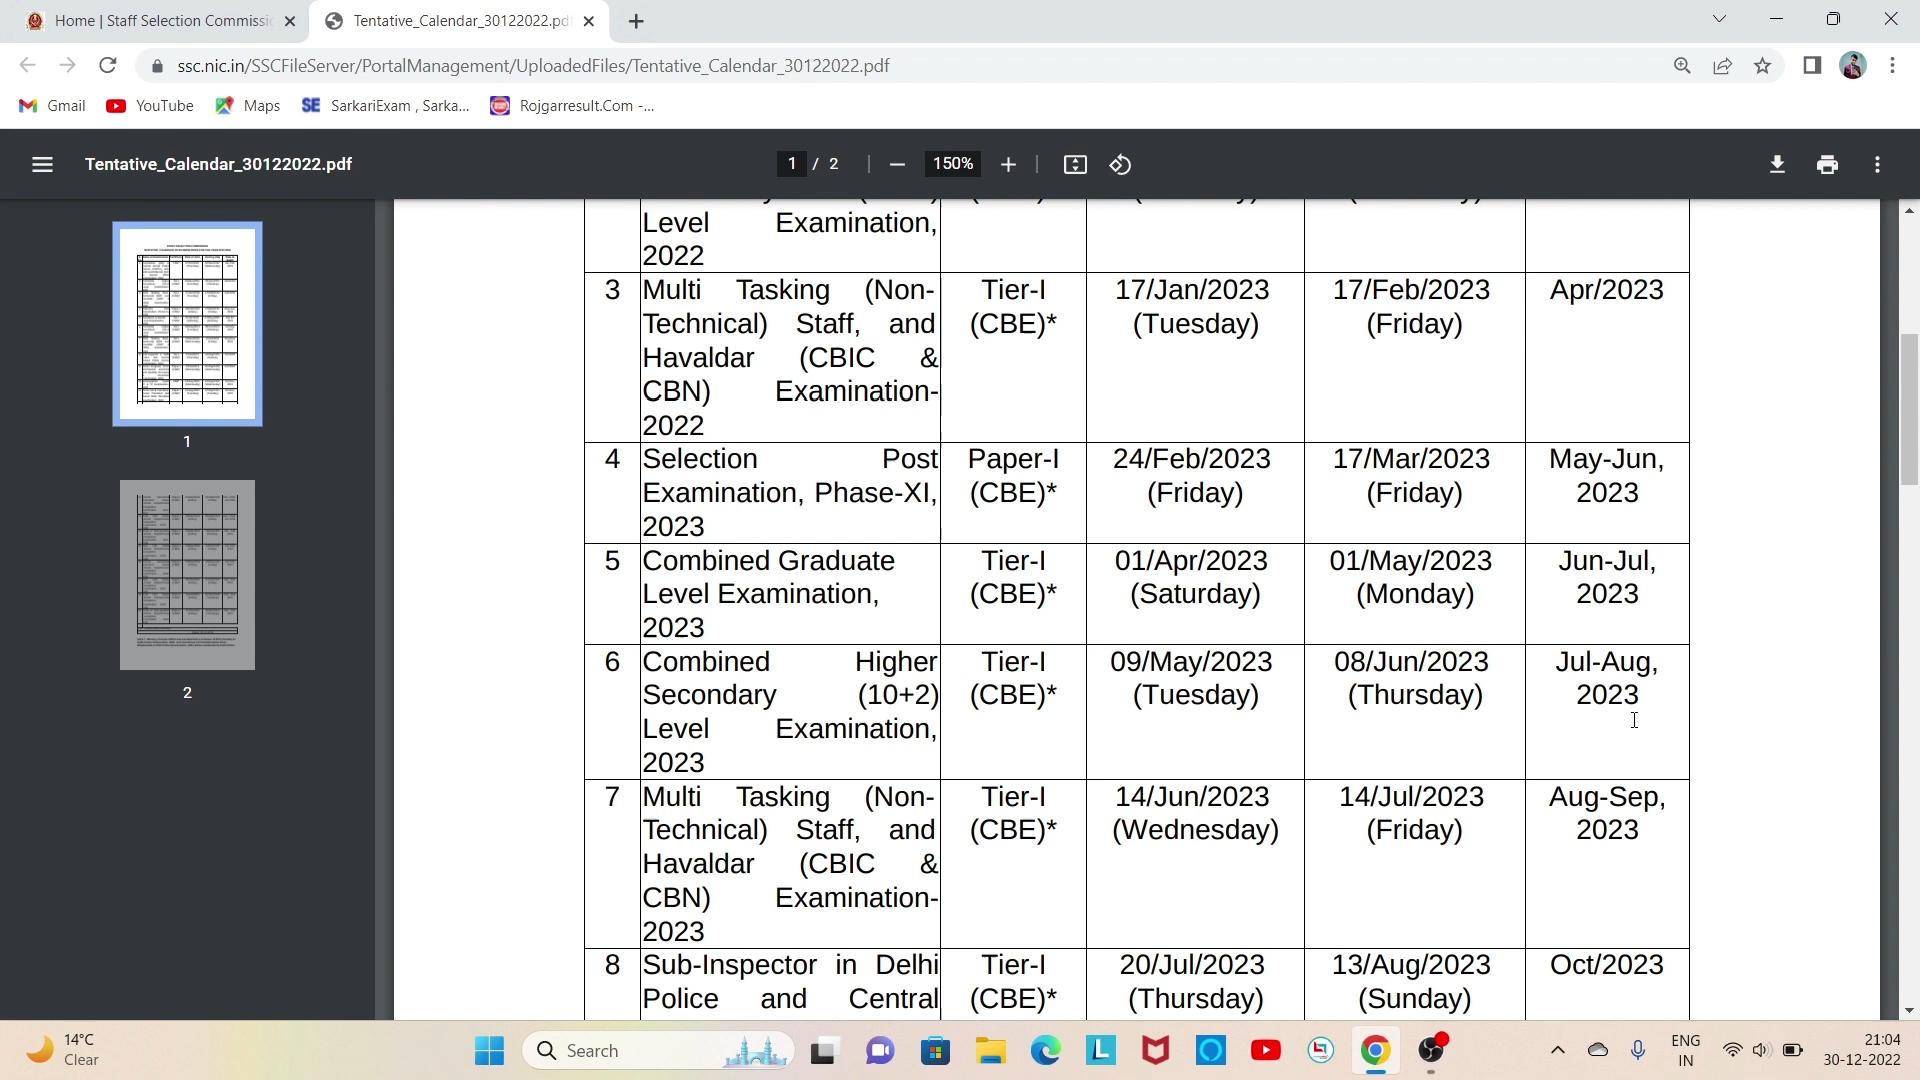 Home | Staff Selection Commissic
Tentative_Calendar_30122022.pdf
ssc.nic.in/SSCFileServer/PortalManagement/UploadedFiles/Tentative_Calendar_30122022.pdf
Gmail YouTube Maps SE SarkariExam , Sarka... Rojgarresult.Com -...
Tentative_Calendar_30122022.pdf 1 / 2 150%
Level Examination,
2022
3 Multi Tasking (Non- Tier-I 17/Jan/2023 17/Feb/2023 Apr/2023
Technical) Staff, and (CBE)* (Tuesday) (Friday)
Havaldar (CBIC &
CBN) Examination-
2022
4 Selection Post Paper-I 24/Feb/2023 17/Mar/2023 May-Jun,
Examination, Phase-XI, (CBE)* (Friday) (Friday) 2023
2023
5 Combined Graduate Tier-I 01/Apr/2023 01/May/2023 Jun-Jul,
Level Examination, (CBE)* (Saturday) (Monday) 2023
2023
6 Combined Higher Tier-I 09/May/2023 08/Jun/2023 Jul-Aug,
Secondary (10+2) (CBE)* (Tuesday) (Thursday) 2023
Level Examination,
2023
7 Multi Tasking (Non- Tier-I 14/Jun/2023 14/Jul/2023 Aug-Sep,
Technical) Staff, and (CBE)* (Wednesday) (Friday) 2023
Havaldar (CBIC &
CBN) Examination-
2023
8 Sub-Inspector in Delhi Tier-I 20/Jul/2023 13/Aug/2023 Oct/2023
Police and Central (CBE)* (Thursday) (Sunday)
1
2
14°C
Clear
Search
L
ENG
IN
21:04
30-12-2022